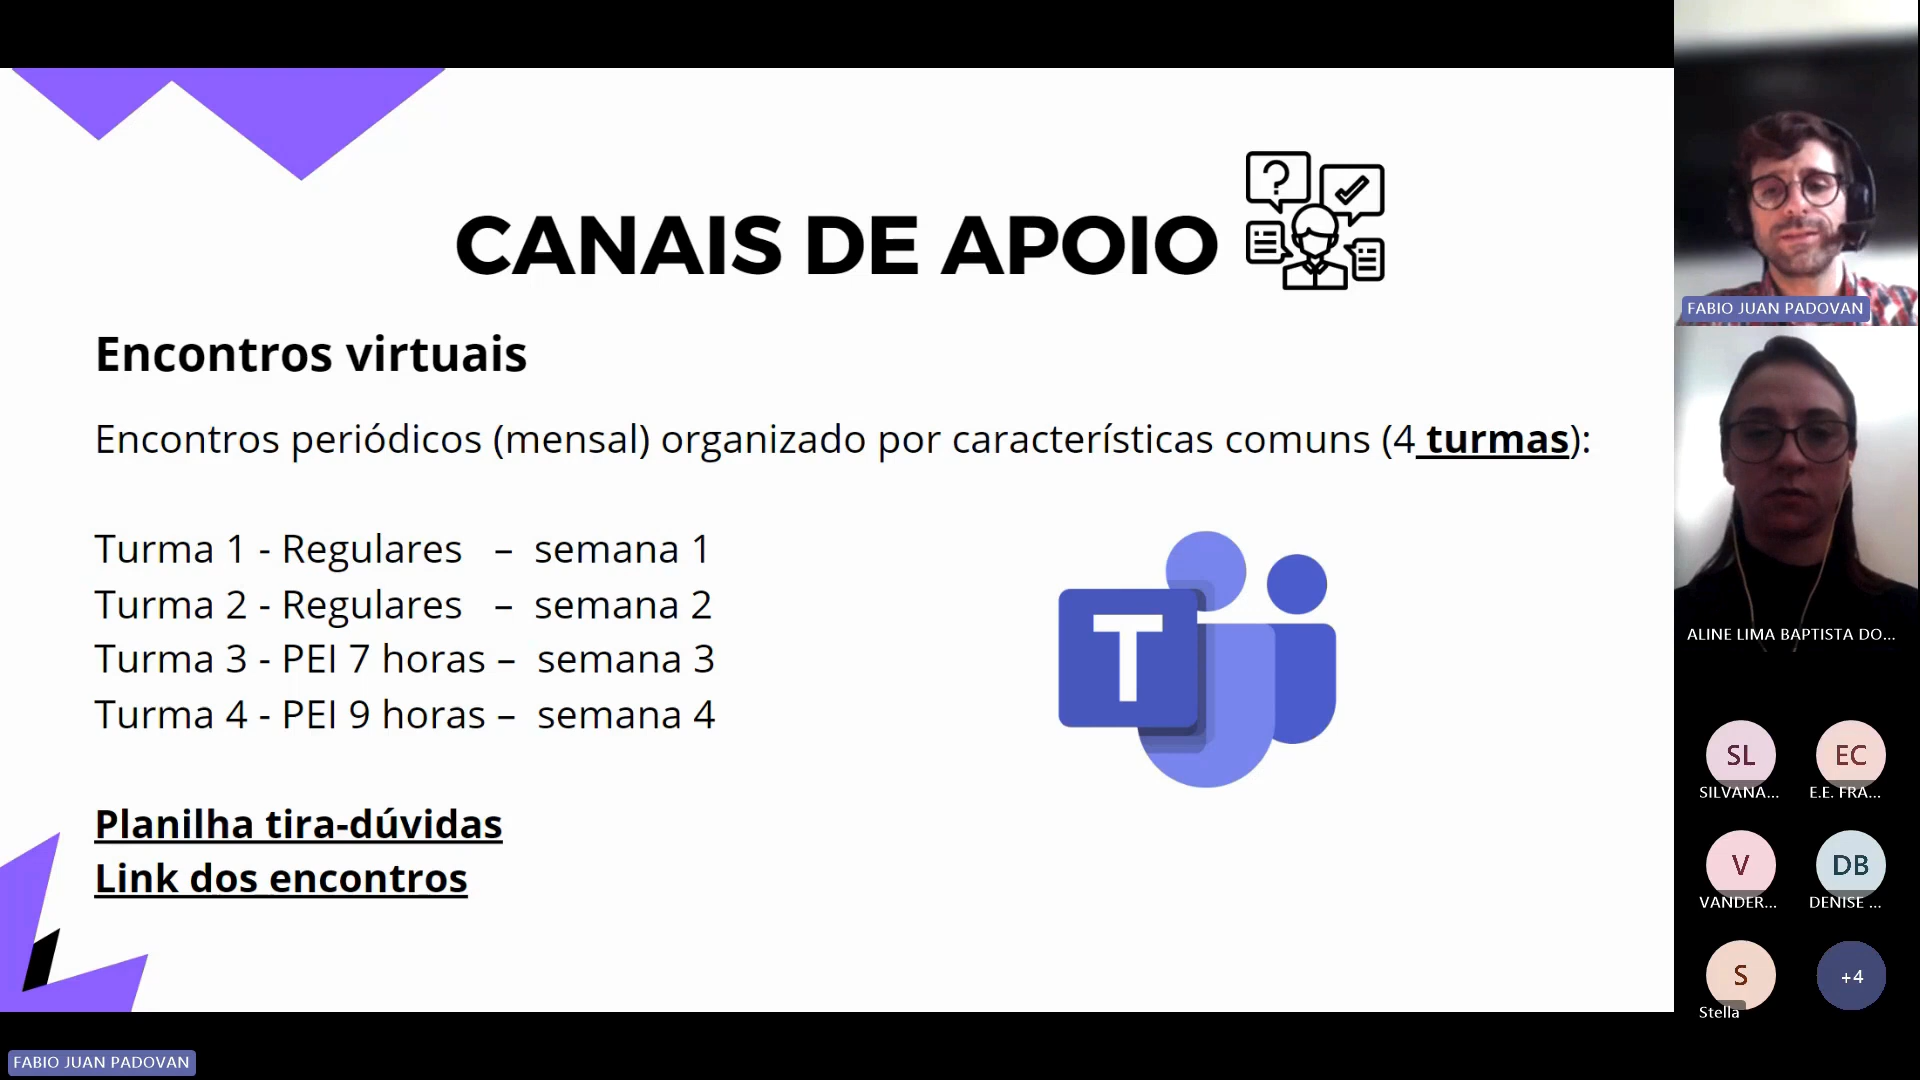 CANAIS DE APOIO
?
Encontros virtuais
Encontros periódicos (mensal) organizado por características comuns (4 turmas):
Turma 1 - Regulares – semana 1
Turma 2 - Regulares – semana 2
Turma 3 - PEI 7 horas – semana 3
Turma 4 - PEI 9 horas – semana 4
T
Planilha tira-dúvidas
Link dos encontros
FABIO JUAN PADOVAN
FABIO JUAN PADOVAN
ALINE LIMA BAPTISTA DO...
SL
EC
SILVANA...
E.E. FRA...
V
DB
VANDER...
DENISE ...
S
+4
Stella